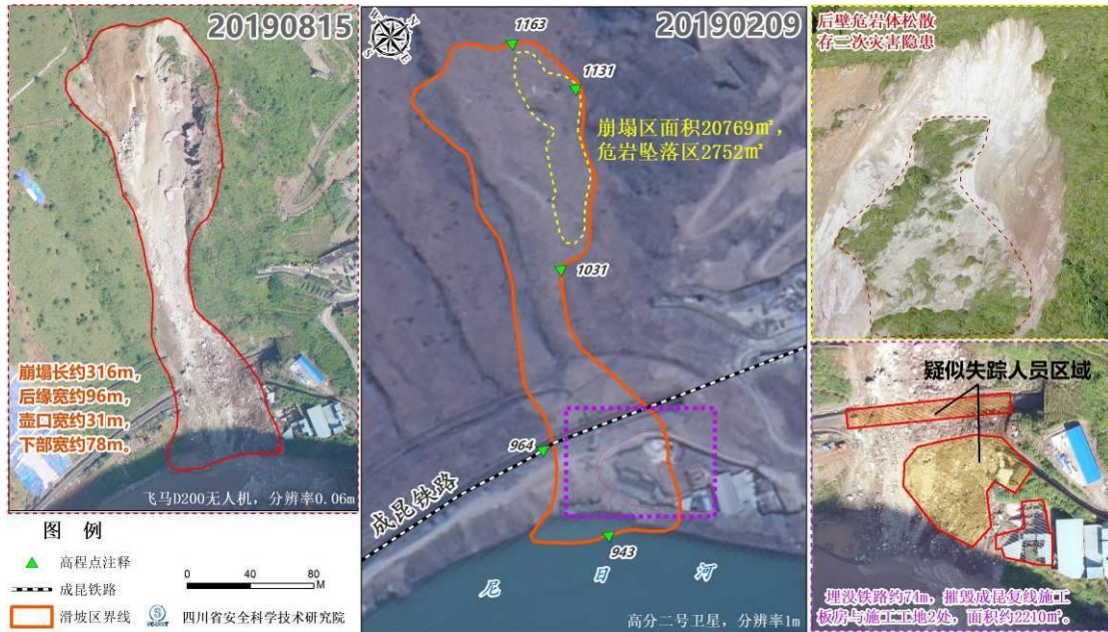 20190815
崩塌长约316m，
后缘宽约96m，
壶口宽约31m，
下部宽约78m。
飞马D200无人机，分辨率0.06m
图 例
高程点注释
成昆铁路
滑坡区界线
0 40 80
M
四川省安全科学技术研究院
20190209
N
E
S
W
1163
1131
崩塌区面积20769㎡，
危岩坠落区2752㎡
1031
964
成昆铁路
943
尼 日 河
高分二号卫星，分辨率1m
后壁危岩体松散
存二次灾害隐患
疑似失踪人员区域
埋没铁路约74m，摧毁成昆复线施工
板房与施工工地2处，面积约2210㎡。